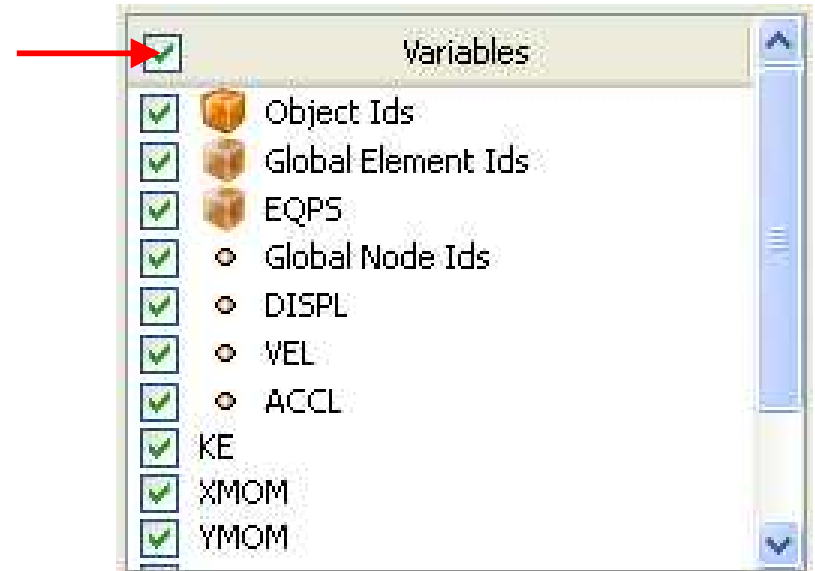 Variables
Object Ids
Global Element Ids
EQPS
Global Node Ids
DISPL
VEL
ACCL
KE
XMOM
YMOM